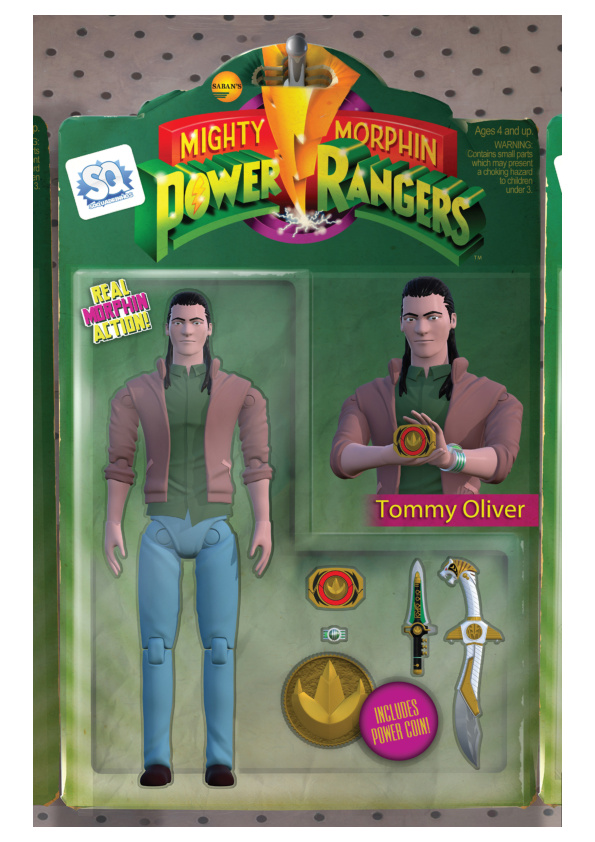 SABAN'S
MIGHTY MORPHIN
POWER RANGERS
TM
Ages 4 and up.
WARNING:
Contains small parts
which may present
a choking hazard
to children
under 3.
SQ
REAL
MORPHIN
ACTION!
Tommy Oliver
INCLUDES
POWER COIN!